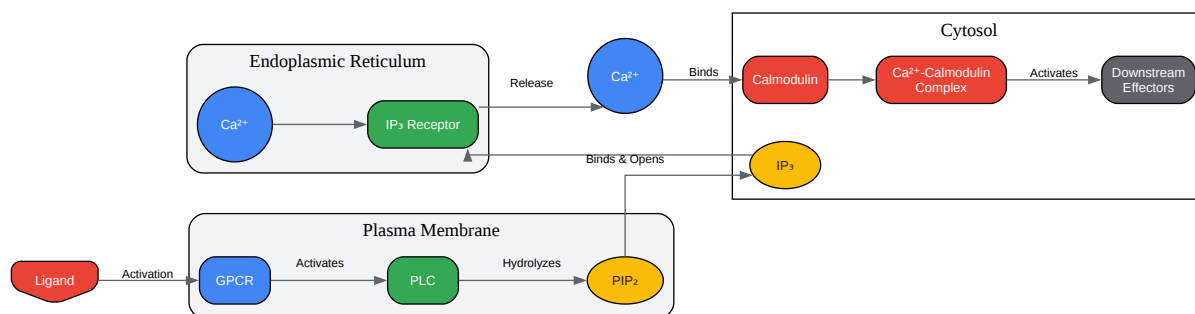 Cytosol
Endoplasmic Reticulum
Ca²⁺
IP₃ Receptor
Release
Ca²⁺
Binds
Calmodulin
Ca²⁺-Calmodulin
Complex
Activates
Downstream
Effectors
Binds & Opens
IP₃
Plasma Membrane
Ligand
Activation
GPCR
Activates
PLC
Hydrolyzes
PIP₂